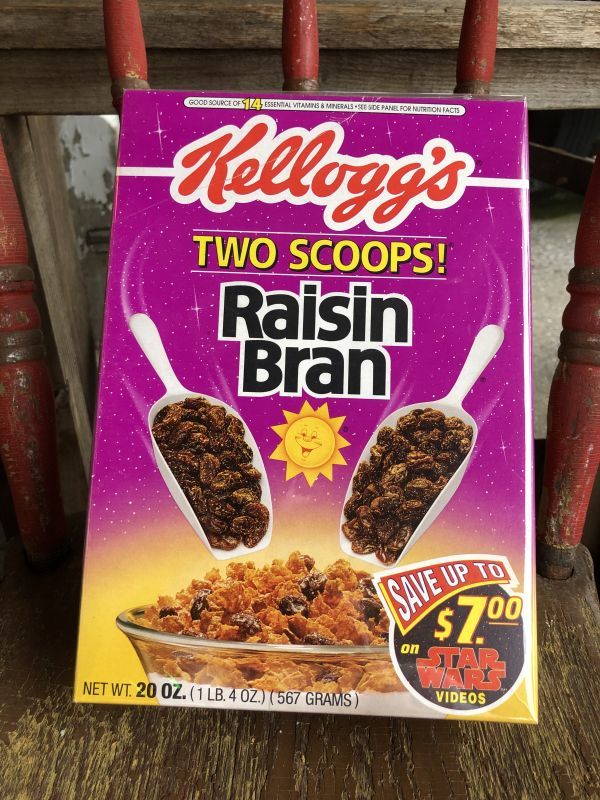 GOOD SOURCE OF 14 ESSENTIAL VITAMINS & MINERALS • SEE SIDE PANEL FOR NUTRITION FACTS
Kellogg's®
TWO SCOOPS!®
Raisin
Bran
SAVE UP TO
$7.00
on
STAR
WARS
VIDEOS
NET WT. 20 OZ. (1 LB. 4 OZ.) (567 GRAMS)